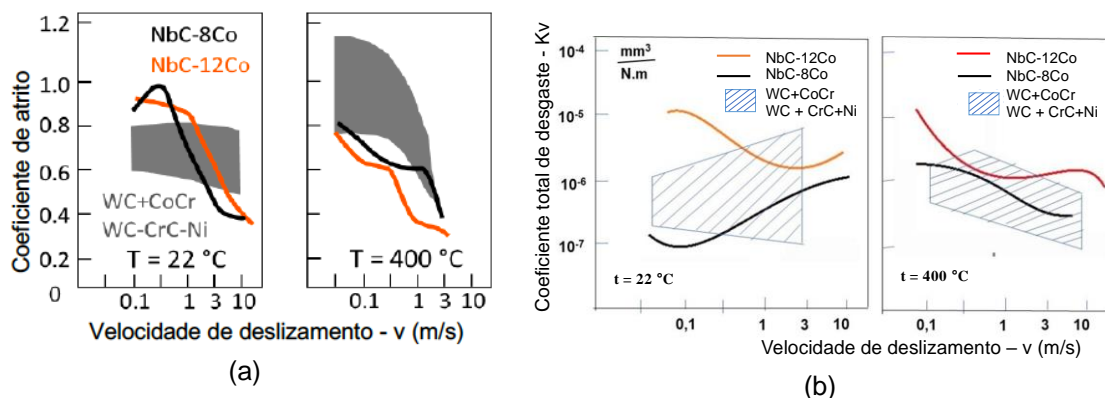 (a)
Coeficiente de atrito
1.2
1.0
0.8
0.6
0.4
0.2
0
NbC-8Co
NbC-12Co
WC+CoCr
WC-CrC-Ni
T = 22 °C
T = 400 °C
0.1 1 3 10
0.1 1 3 10
Velocidade de deslizamento - v (m/s)
(a)
(b)
Coeficiente total de desgaste - Kv
10-4
10-5
10-6
10-7
mm3
N.m
NbC-12Co
NbC-8Co
WC+CoCr
WC + CrC+Ni
t = 22 °C
NbC-12Co
NbC-8Co
WC+CoCr
WC + CrC+Ni
t = 400 °C
0,1 1 3 10
0,1 1 3 10
Velocidade de deslizamento – v (m/s)
(b)